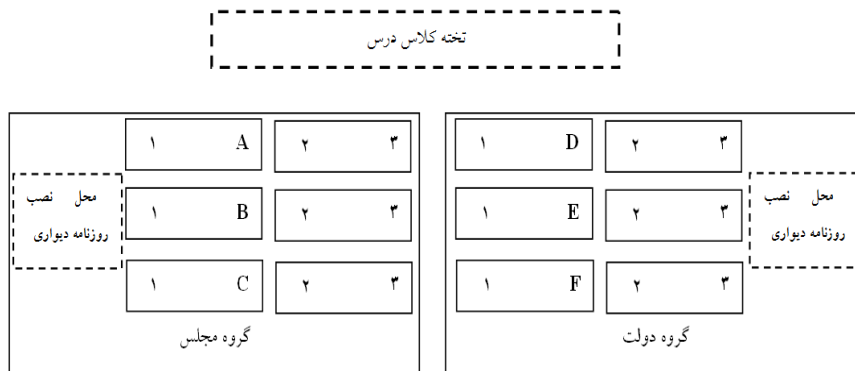 تخته کلاس درس
۳ ۲ D ۱
۳ ۲ E ۱
۳ ۲ F ۱
محل نصب
روزنامه دیواری
گروه دولت
۳ ۲ A ۱
۳ ۲ B ۱
۳ ۲ C ۱
محل نصب
روزنامه دیواری
گروه مجلس